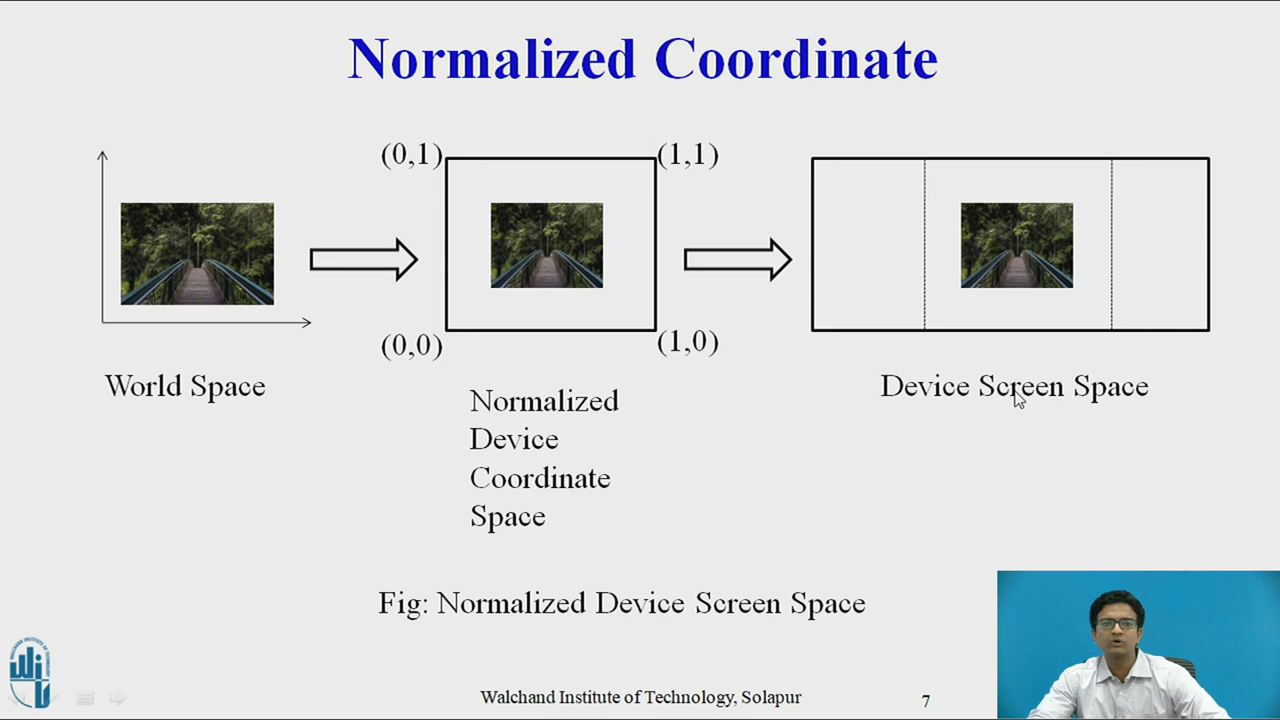 Normalized Coordinate
(0,1)
(1,1)
(0,0)
(1,0)
World Space
Normalized
Device
Coordinate
Space
Device Screen Space
Fig: Normalized Device Screen Space
Walchand Institute of Technology, Solapur
7